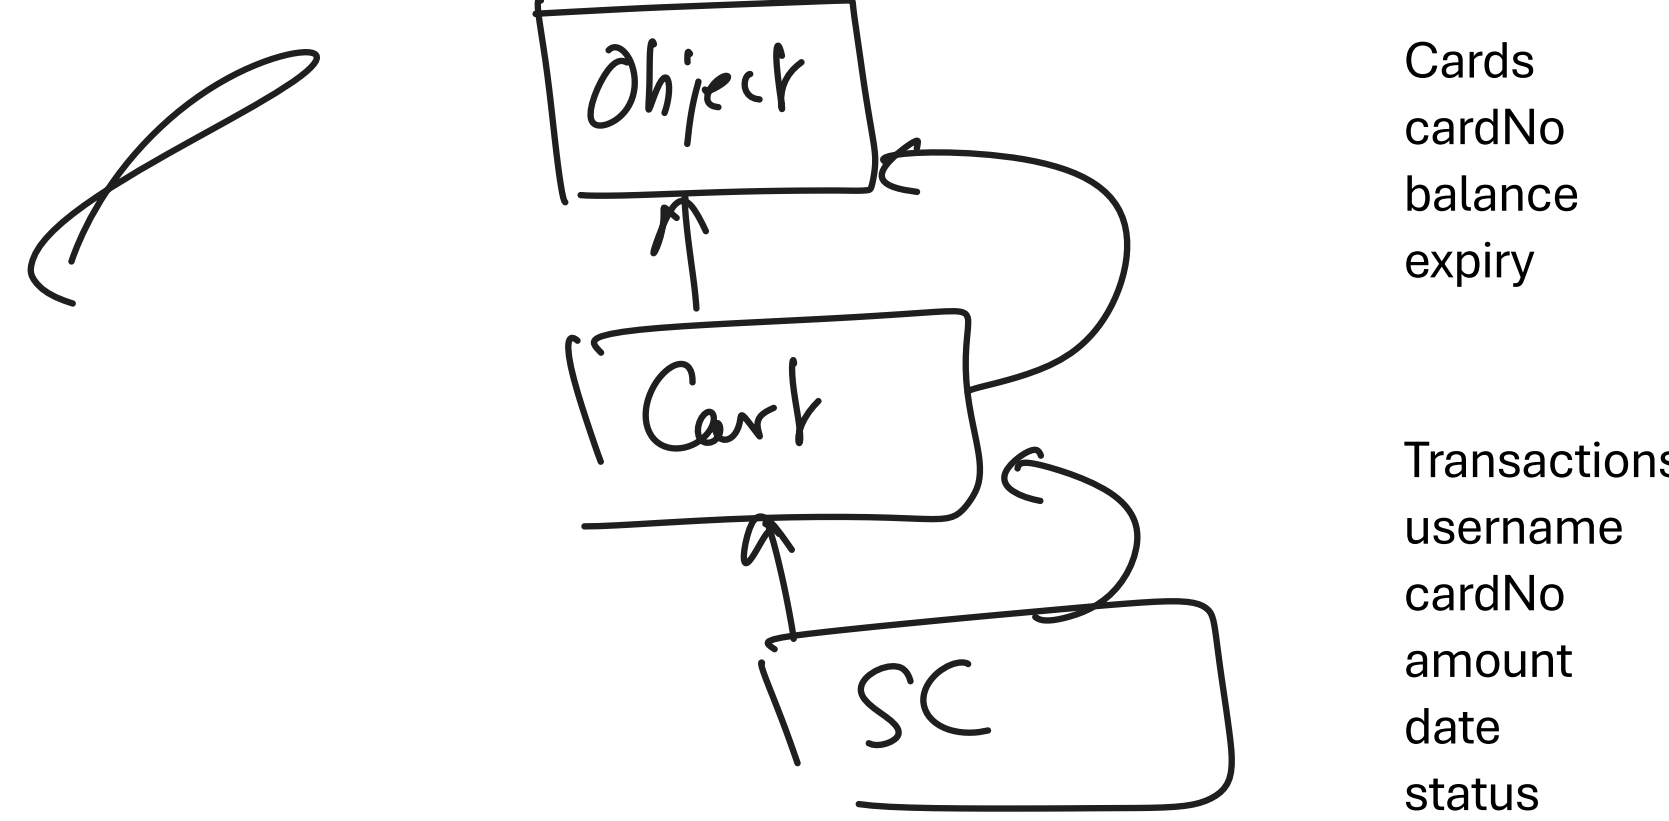 Object
Cart
SC
Cards
cardNo
balance
expiry
Transactions
username
cardNo
amount
date
status